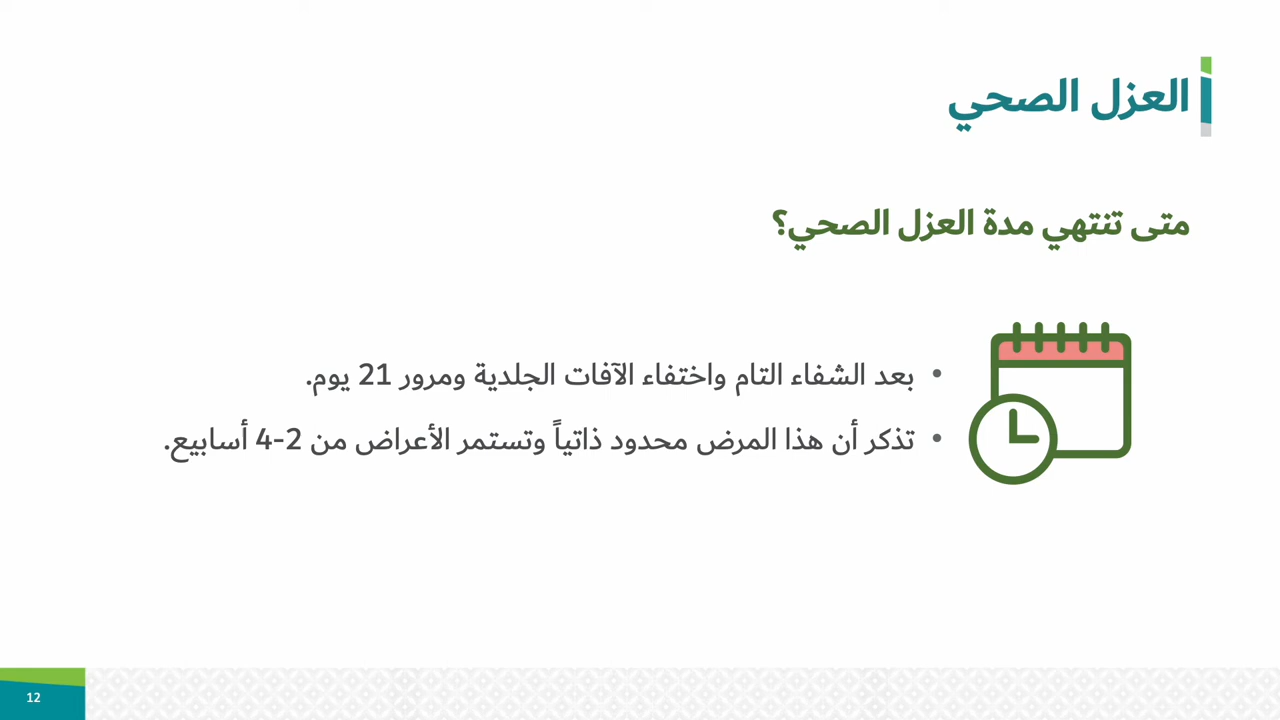 العزل الصحي
متى تنتهي مدة العزل الصحي؟
• بعد الشفاء التام واختفاء الآفات الجلدية ومرور 21 يوم.
• تذكر أن هذا المرض محدود ذاتياً وتستمر الأعراض من 2-4 أسابيع.
12